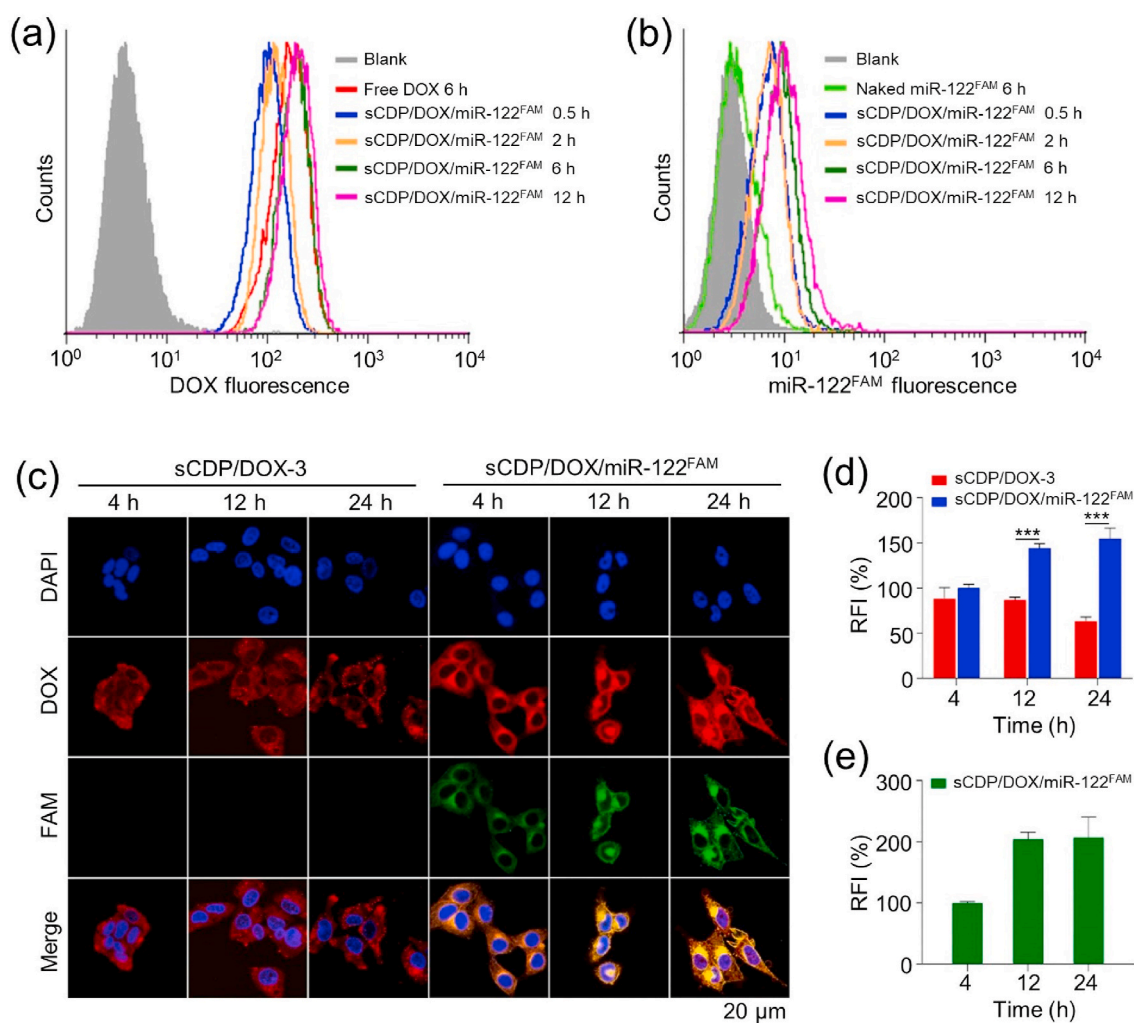 (a)
Counts
Blank
Free DOX 6 h
sCDP/DOX/miR-122FAM 0.5 h
sCDP/DOX/miR-122FAM 2 h
sCDP/DOX/miR-122FAM 6 h
sCDP/DOX/miR-122FAM 12 h
10⁰ 10¹ 10² 10³ 10⁴
DOX fluorescence
(b)
Counts
Blank
Naked miR-122FAM 6 h
sCDP/DOX/miR-122FAM 0.5 h
sCDP/DOX/miR-122FAM 2 h
sCDP/DOX/miR-122FAM 6 h
sCDP/DOX/miR-122FAM 12 h
10⁰ 10¹ 10² 10³ 10⁴
miR-122FAM fluorescence
(c)
sCDP/DOX-3 sCDP/DOX/miR-122FAM
4 h 12 h 24 h 4 h 12 h 24 h
DAPI
DOX
FAM
Merge
20 μm
(d)
sCDP/DOX-3
sCDP/DOX/miR-122FAM
RFI (%)
200
150
100
50
0
*** ***
4 12 24
Time (h)
(e)
sCDP/DOX/miR-122FAM
RFI (%)
300
200
100
0
4 12 24
Time (h)